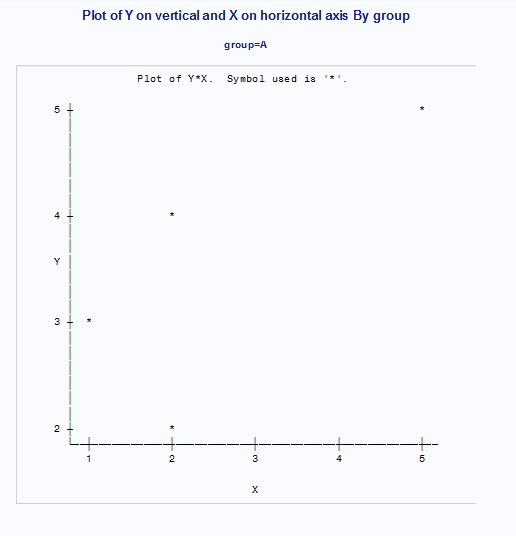 Plot of Y on vertical and X on horizontal axis By group
group=A
Plot of Y*X.  Symbol used is '*'.
5
4
Y
3
2
1 2 3 4 5
X